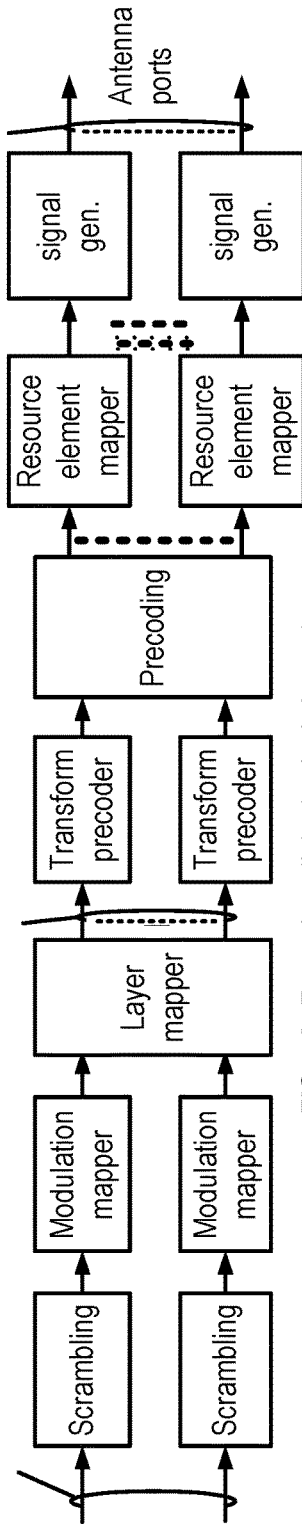 Scrambling
Scrambling
Modulation
mapper
Modulation
mapper
Layer
mapper
Transform
precoder
Transform
precoder
Precoding
Resource
element
mapper
Resource
element
mapper
signal
gen.
signal
gen.
Antenna
ports